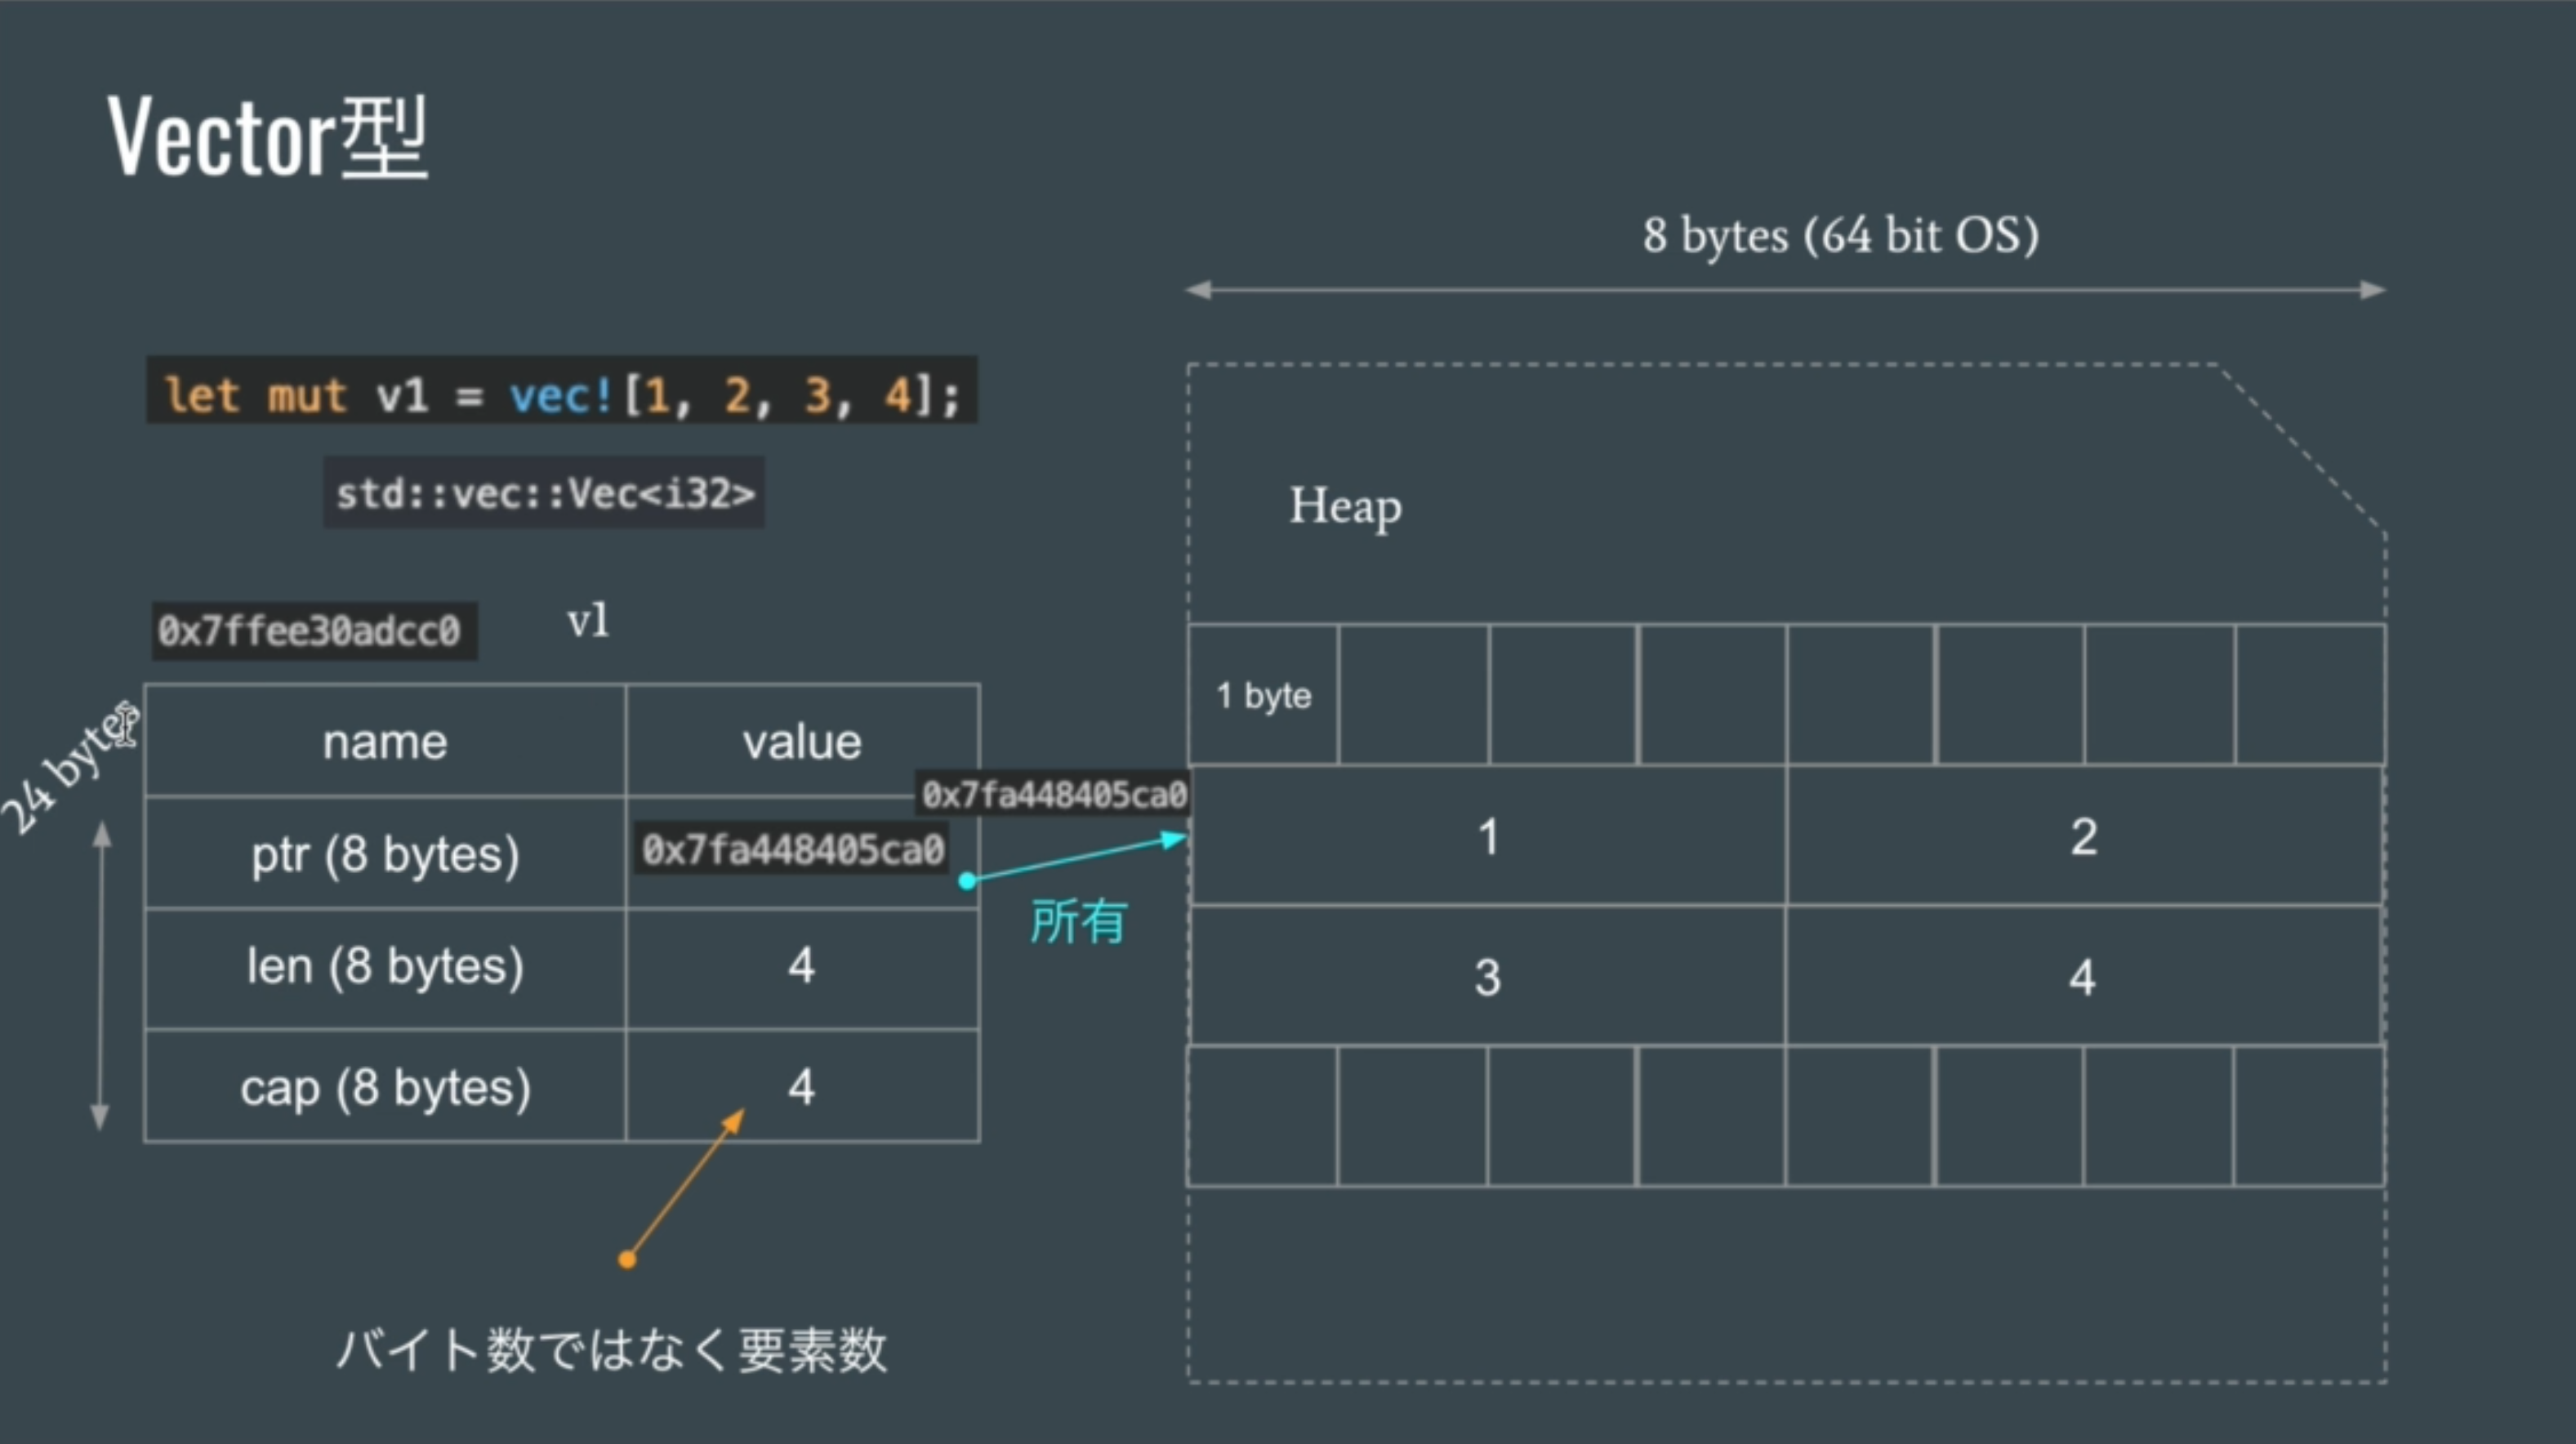 Vector型
8 bytes (64 bit OS)
let mut v1 = vec![1, 2, 3, 4];
std::vec::Vec<i32>
Heap
0x7ffee30adcc0
v1
24 bytes
name value
ptr (8 bytes) 0x7fa448405ca0
len (8 bytes) 4
cap (8 bytes) 4
0x7fa448405ca0
所有
バイト数ではなく要素数
1 byte
1 2
3 4